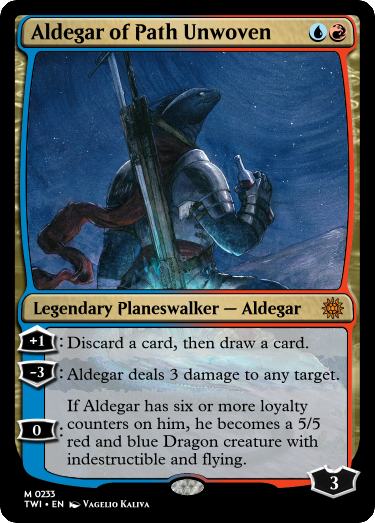 Aldegar of Path Unwoven
Legendary Planeswalker — Aldegar
+1: Discard a card, then draw a card.
-3: Aldegar deals 3 damage to any target.
If Aldegar has six or more loyalty
counters on him, he becomes a 5/5
0: red and blue Dragon creature with
indestructible and flying.
3
M 0233
TWI • EN Vagelio Kaliva